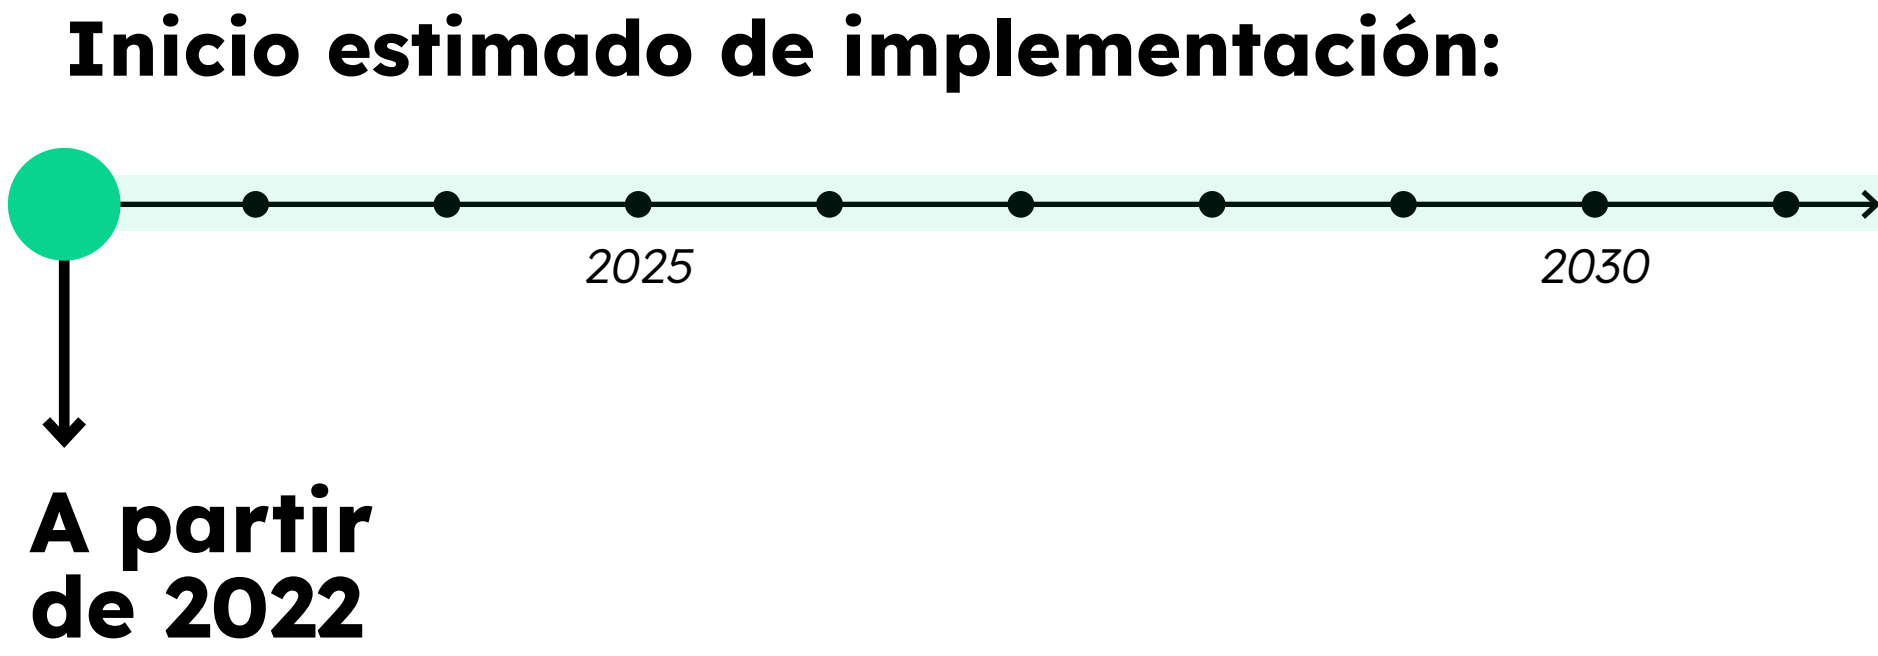 Inicio estimado de implementación:
2025
2030
A partir
de 2022